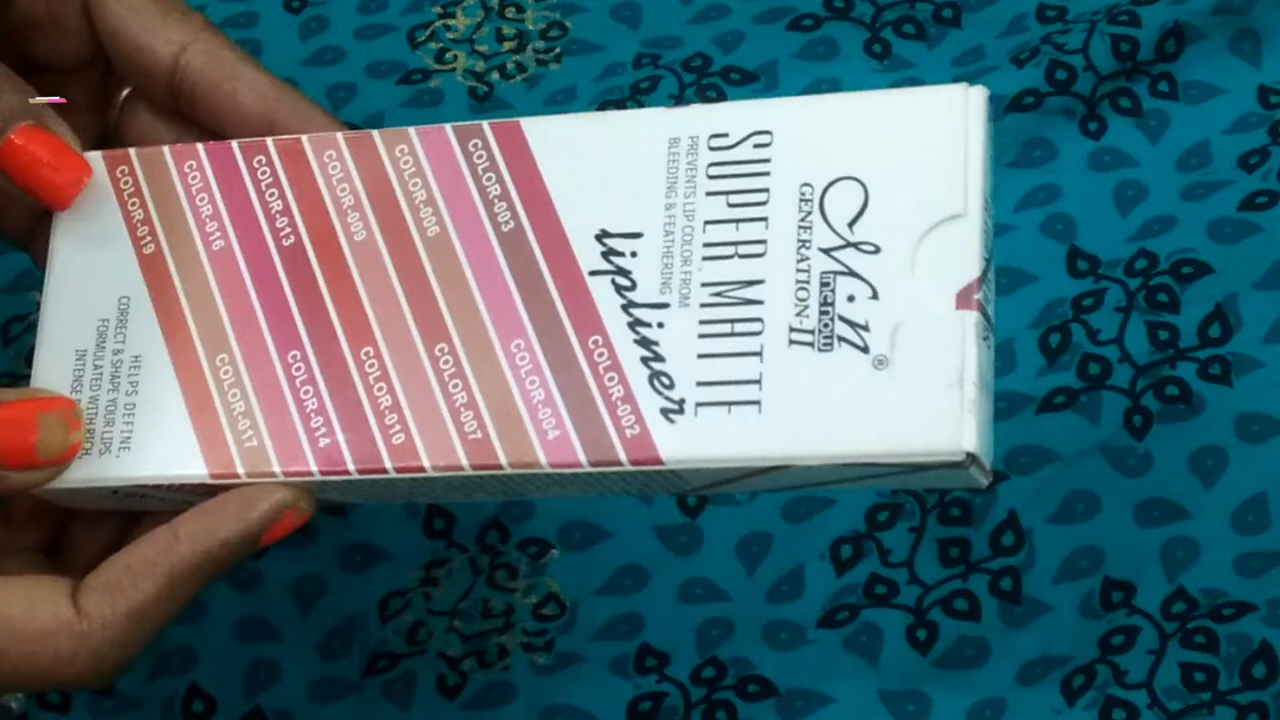 Min
menow
®
GENERATION-II
SUPER MATTE
PREVENTS LIP COLOR FROM
BLEEDING & FEATHERING
lipliner
COLOR-003
COLOR-002
COLOR-006
COLOR-004
COLOR-009
COLOR-007
COLOR-013
COLOR-010
COLOR-016
COLOR-014
COLOR-019
COLOR-017
HELPS DEFINE,
CORRECT & SHAPE YOUR LIPS.
FORMULATED WITH RICH,
INTENSE